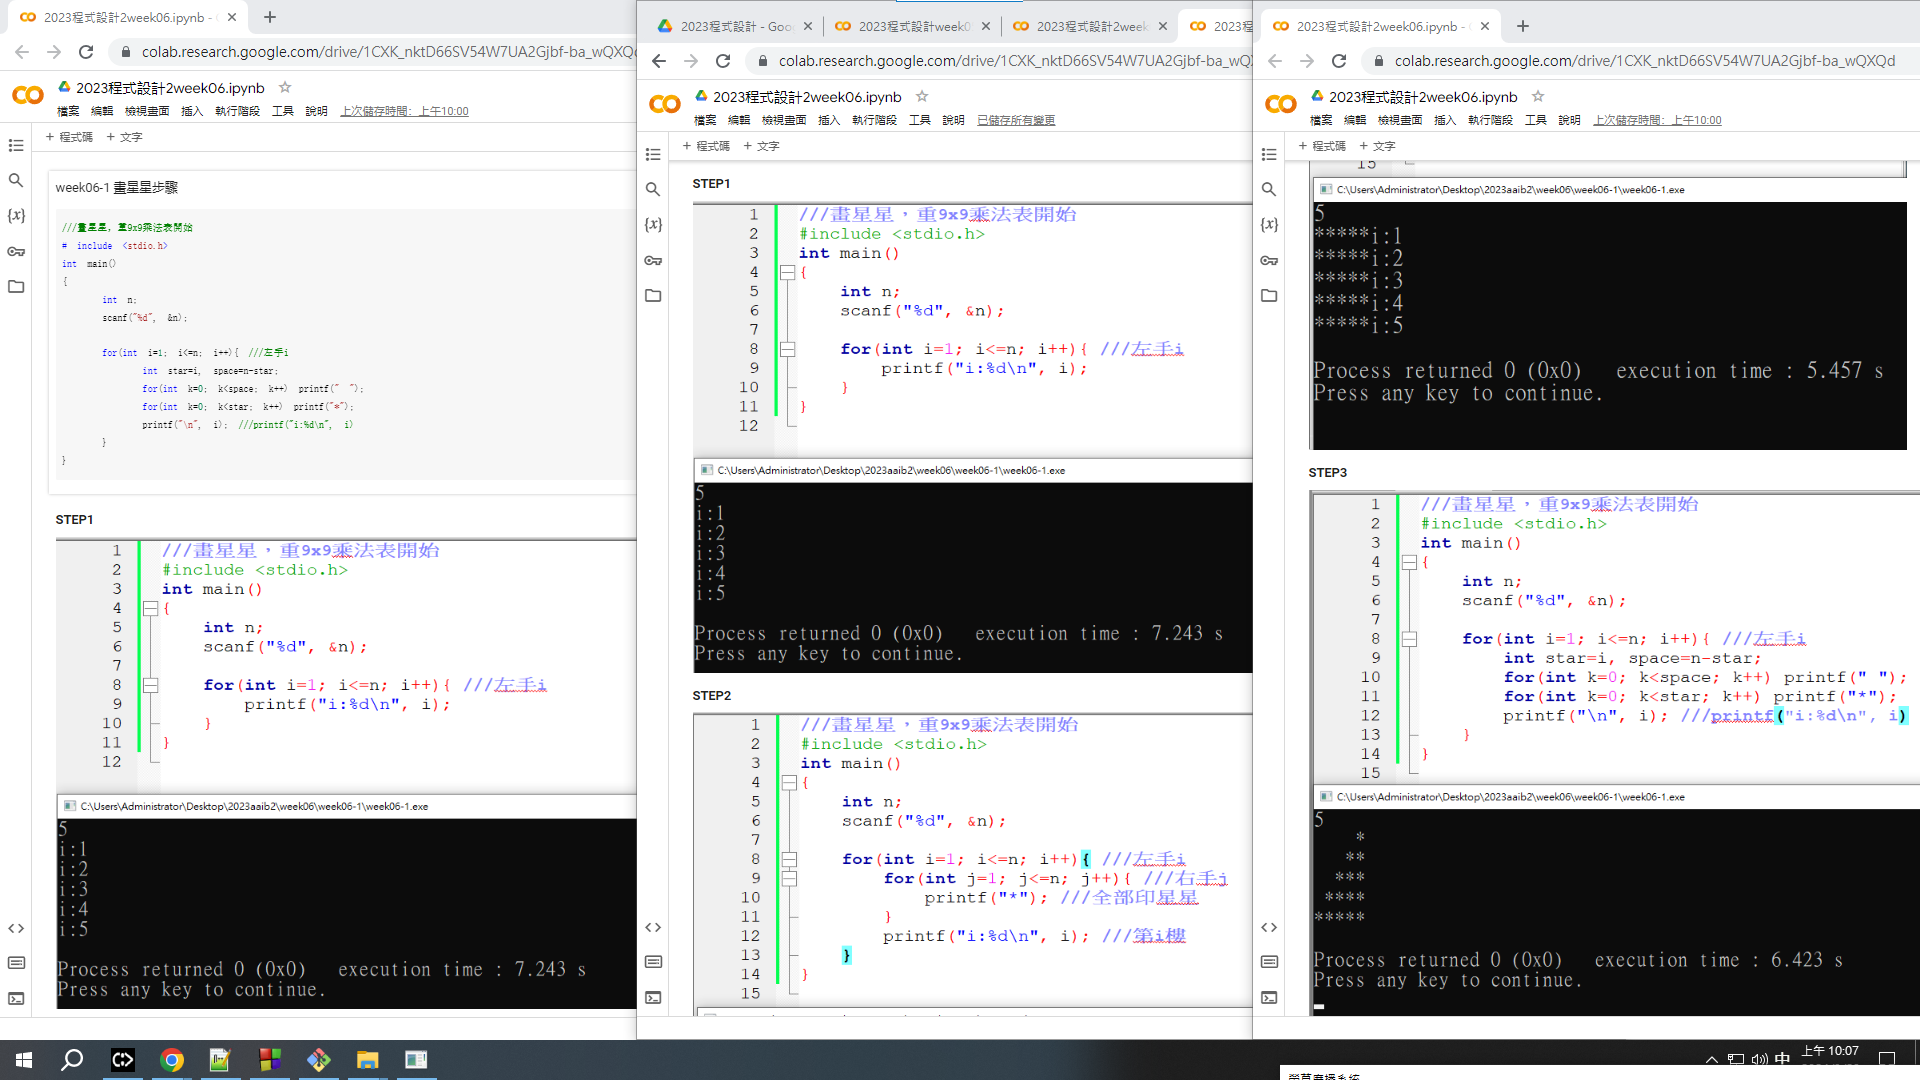 2023程式設計2week06.ipynb -
colab.research.google.com/drive/1CXK_nktD66SV54W7UA2Gjbf-ba_wQXQ
2023程式設計2week06.ipynb
檔案 編輯 檢視畫面 插入 執行階段 工具 說明 上次儲存時間: 上午10:00
+ 程式碼 + 文字
week06-1 畫星星步驟
///畫星星, 重9x9乘法表開始
# include <stdio.h>
int main()
{
int n;
scanf("%d", &n);
for(int i=1; i<=n; i++){ ///左手i
int star=i, space=n-star;
for(int k=0; k<space; k++) printf(" ");
for(int k=0; k<star; k++) printf("*");
printf("\n", i); ///printf("i:%d\n", i)
}
}
STEP1
1 ///畫星星，重9x9乘法表開始
2 #include <stdio.h>
3 int main()
4 {
5 int n;
6 scanf("%d", &n);
7
8 for(int i=1; i<=n; i++){ ///左手i
9 printf("i:%d\n", i);
10 }
11 }
12
C:\Users\Administrator\Desktop\2023aaib2\week06\week06-1\week06-1.exe
5
i:1
i:2
i:3
i:4
i:5
Process returned 0 (0x0) execution time : 7.243 s
Press any key to continue.
2023程式設計 - Goo
2023程式設計week0
2023程式設計2week
2023程
colab.research.google.com/drive/1CXK_nktD66SV54W7UA2Gjbf-ba_wQX
2023程式設計2week06.ipynb
檔案 編輯 檢視畫面 插入 執行階段 工具 說明 已儲存所有變更
+ 程式碼 + 文字
STEP1
1 ///畫星星，重9x9乘法表開始
2 #include <stdio.h>
3 int main()
4 {
5 int n;
6 scanf("%d", &n);
7
8 for(int i=1; i<=n; i++){ ///左手i
9 printf("i:%d\n", i);
10 }
11 }
12
C:\Users\Administrator\Desktop\2023aaib2\week06\week06-1\week06-1.exe
5
i:1
i:2
i:3
i:4
i:5
Process returned 0 (0x0) execution time : 7.243 s
Press any key to continue.
STEP2
1 ///畫星星，重9x9乘法表開始
2 #include <stdio.h>
3 int main()
4 {
5 int n;
6 scanf("%d", &n);
7
8 for(int i=1; i<=n; i++){ ///左手i
9 for(int j=1; j<=n; j++){ ///右手j
10 printf("*"); ///全部印星星
11 }
12 printf("i:%d\n", i); ///第i樓
13 }
14 }
15
2023程式設計2week06.ipynb -
colab.research.google.com/drive/1CXK_nktD66SV54W7UA2Gjbf-ba_wQXQd
2023程式設計2week06.ipynb
檔案 編輯 檢視畫面 插入 執行階段 工具 說明 上次儲存時間: 上午10:00
+ 程式碼 + 文字
15
C:\Users\Administrator\Desktop\2023aaib2\week06\week06-1\week06-1.exe
5
*****i:1
*****i:2
*****i:3
*****i:4
*****i:5
Process returned 0 (0x0) execution time : 5.457 s
Press any key to continue.
STEP3
1 ///畫星星，重9x9乘法表開始
2 #include <stdio.h>
3 int main()
4 {
5 int n;
6 scanf("%d", &n);
7
8 for(int i=1; i<=n; i++){ ///左手i
9 int star=i, space=n-star;
10 for(int k=0; k<space; k++) printf(" ");
11 for(int k=0; k<star; k++) printf("*");
12 printf("\n", i); ///printf("i:%d\n", i)
13 }
14 }
15
C:\Users\Administrator\Desktop\2023aaib2\week06\week06-1\week06-1.exe
5
*
**
***
****
*****
Process returned 0 (0x0) execution time : 6.423 s
Press any key to continue.
中
上午 10:07